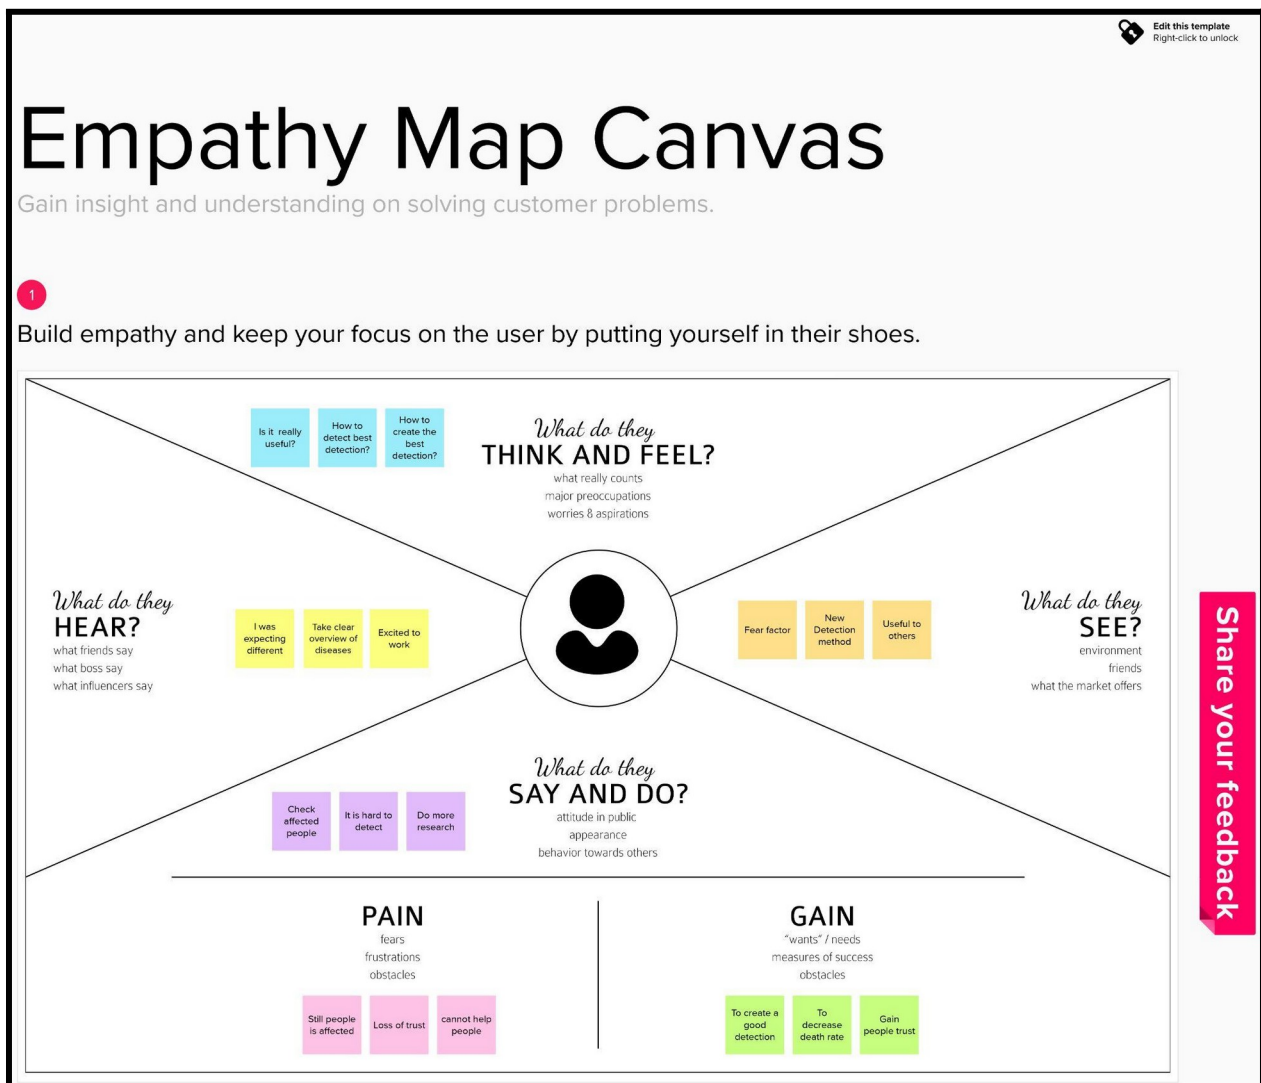 Edit this template
Right-click to unlock
Empathy Map Canvas
Gain insight and understanding on solving customer problems.
1
Build empathy and keep your focus on the user by putting yourself in their shoes.
Is it really
useful?
How to
detect best
detection?
How to
create the
best
detection?
What do they
THINK AND FEEL?
what really counts
major preoccupations
worries & aspirations
What do they
HEAR?
what friends say
what boss say
what influencers say
I was
expecting
different
Take clear
overview of
diseases
Excited to
work
Fear factor
New
Detection
method
Useful to
others
What do they
SEE?
environment
friends
what the market offers
Share your feedback
What do they
SAY AND DO?
attitude in public
appearance
behavior towards others
Check
affected
people
It is hard to
detect
Do more
research
PAIN
fears
frustrations
obstacles
Still people
is affected
Loss of trust
cannot help
people
GAIN
"wants" / needs
measures of success
obstacles
To create a
good
detection
To
decrease
death rate
Gain
people trust